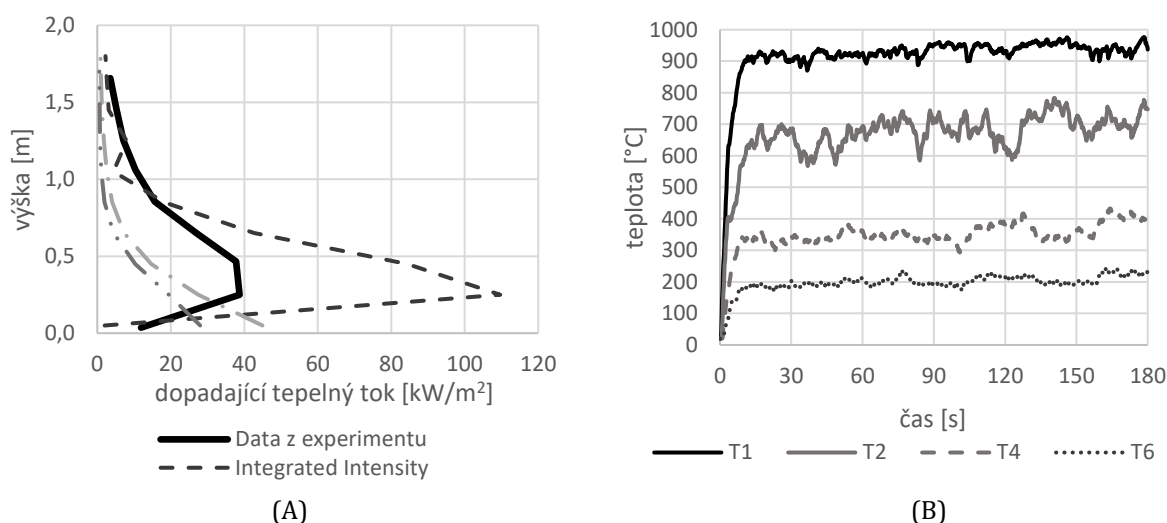 2,0
1,5
1,0
0,5
0,0
výška [m]
0 20 40 60 80 100 120
dopadající tepelný tok [kW/m²]
Data z experimentu
Integrated Intensity
(A)
1000
900
800
700
600
500
400
300
200
100
0
teplota [°C]
0 30 60 90 120 150 180
čas [s]
T1 T2 T4 T6
(B)